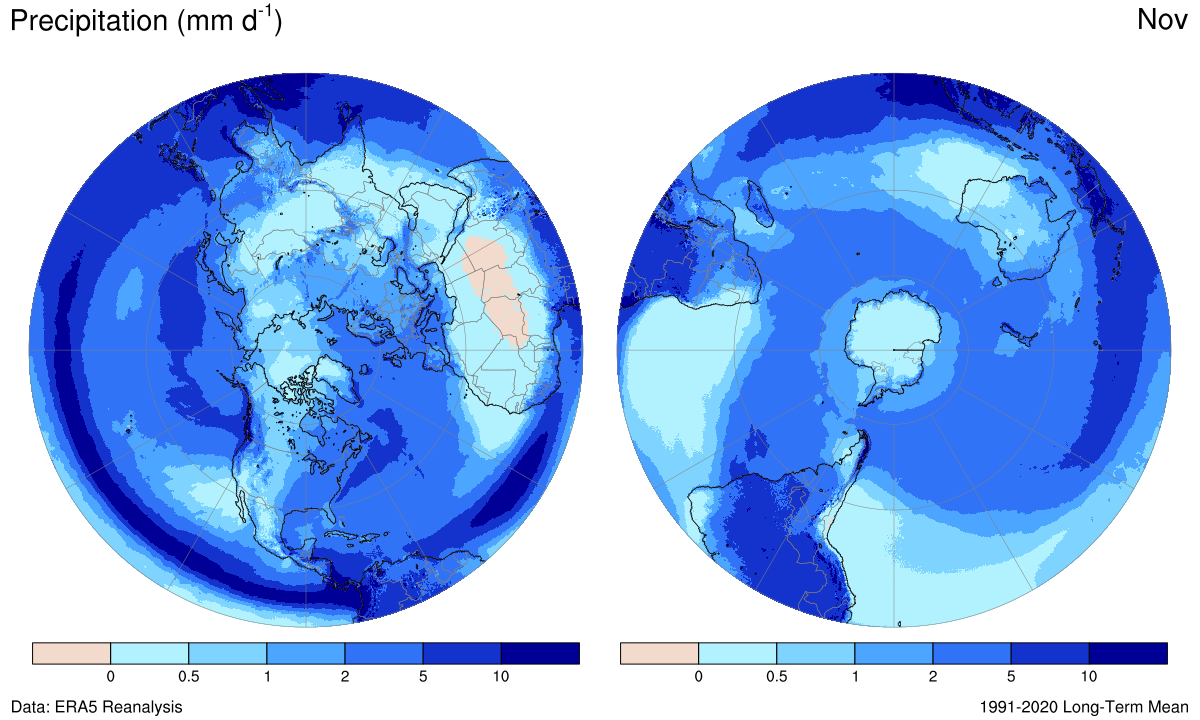 Precipitation (mm d-1)
Nov
0 0.5 1 2 5 10
0 0.5 1 2 5 10
Data: ERA5 Reanalysis
1991-2020 Long-Term Mean